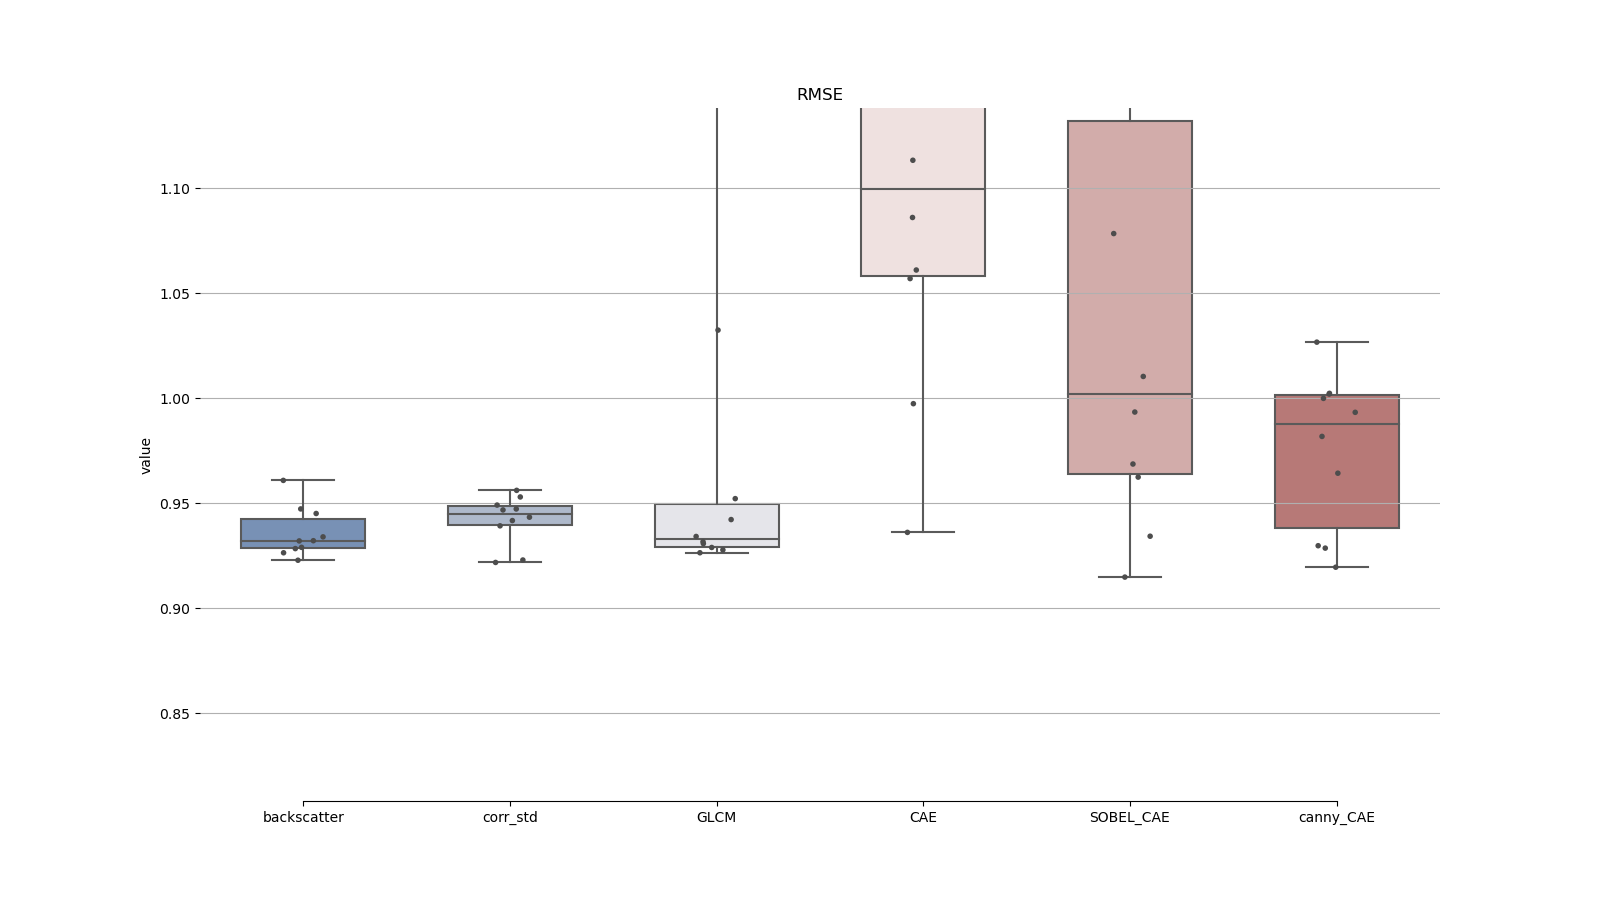 RMSE
1.10
1.05
1.00
0.95
0.90
0.85
value
backscatter
corr_std
GLCM
CAE
SOBEL_CAE
canny_CAE